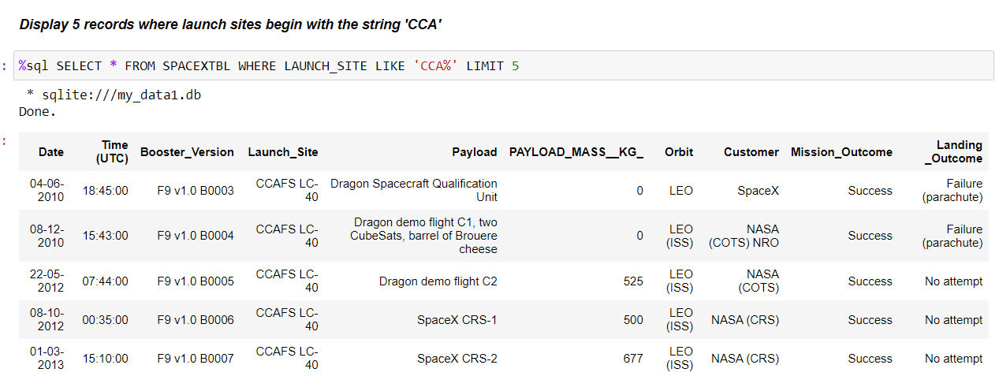 Display 5 records where launch sites begin with the string 'CCA'
: %sql SELECT * FROM SPACEXTBL WHERE LAUNCH_SITE LIKE 'CCA%' LIMIT 5
* sqlite:///my_data1.db
Done.
:
Date Time (UTC) Booster_Version Launch_Site Payload PAYLOAD_MASS__KG_ Orbit Customer Mission_Outcome Landing _Outcome
04-06-2010 18:45:00 F9 v1.0 B0003 CCAFS LC-40 Dragon Spacecraft Qualification Unit 0 LEO SpaceX Success Failure (parachute)
08-12-2010 15:43:00 F9 v1.0 B0004 CCAFS LC-40 Dragon demo flight C1, two CubeSats, barrel of Brouere cheese 0 LEO (ISS) NASA (COTS) NRO Success Failure (parachute)
22-05-2012 07:44:00 F9 v1.0 B0005 CCAFS LC-40 Dragon demo flight C2 525 LEO (ISS) NASA (COTS) Success No attempt
08-10-2012 00:35:00 F9 v1.0 B0006 CCAFS LC-40 SpaceX CRS-1 500 LEO (ISS) NASA (CRS) Success No attempt
01-03-2013 15:10:00 F9 v1.0 B0007 CCAFS LC-40 SpaceX CRS-2 677 LEO (ISS) NASA (CRS) Success No attempt